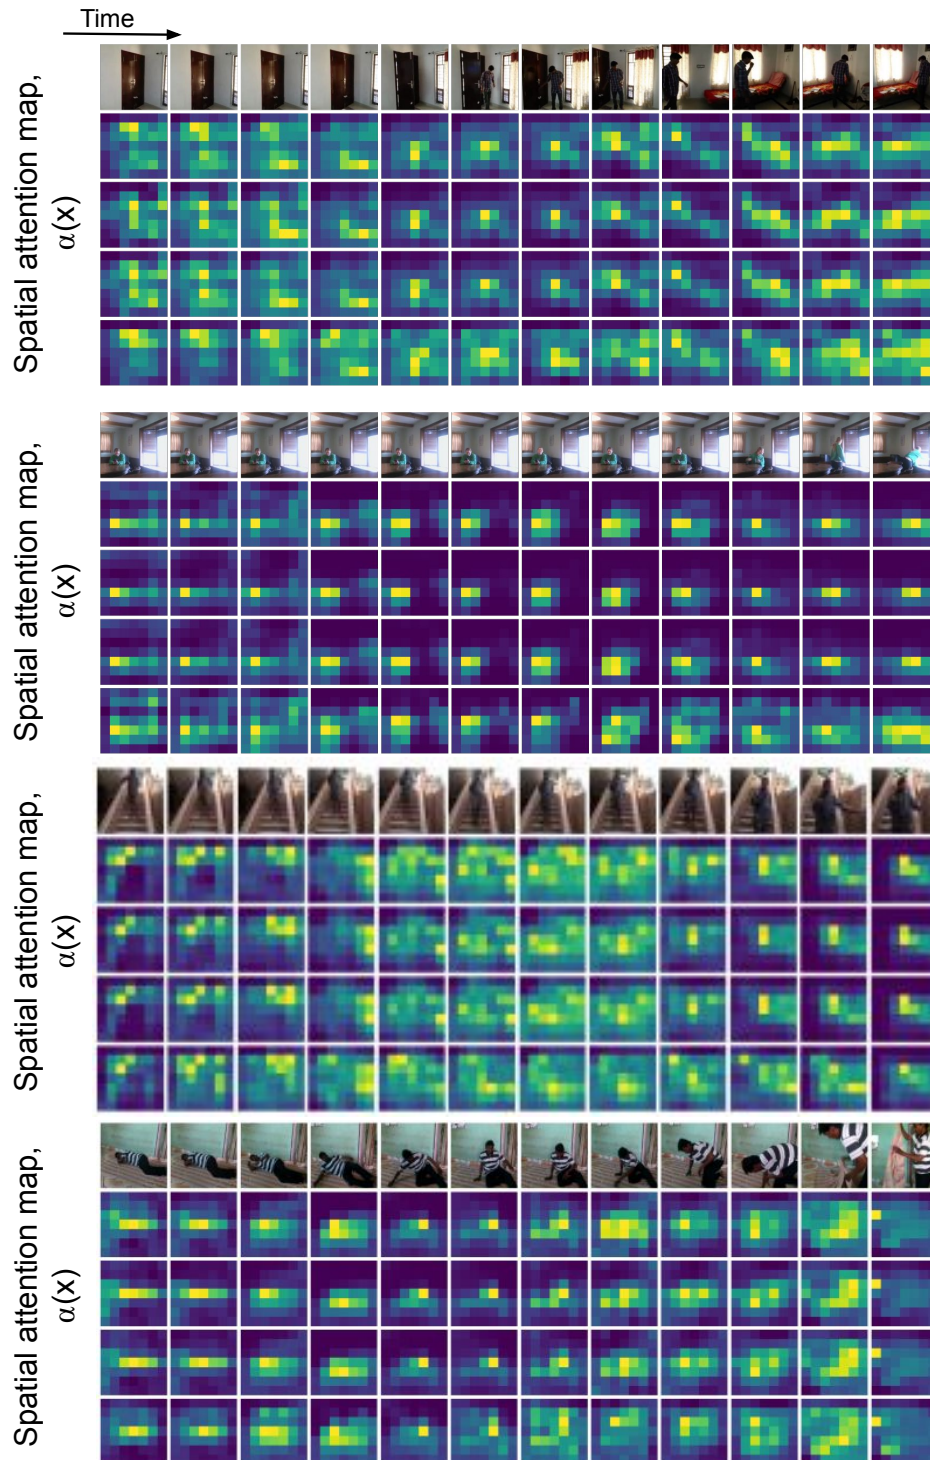 Time
Spatial attention map,
α(x)
Spatial attention map,
α(x)
Spatial attention map,
α(x)
Spatial attention map,
α(x)